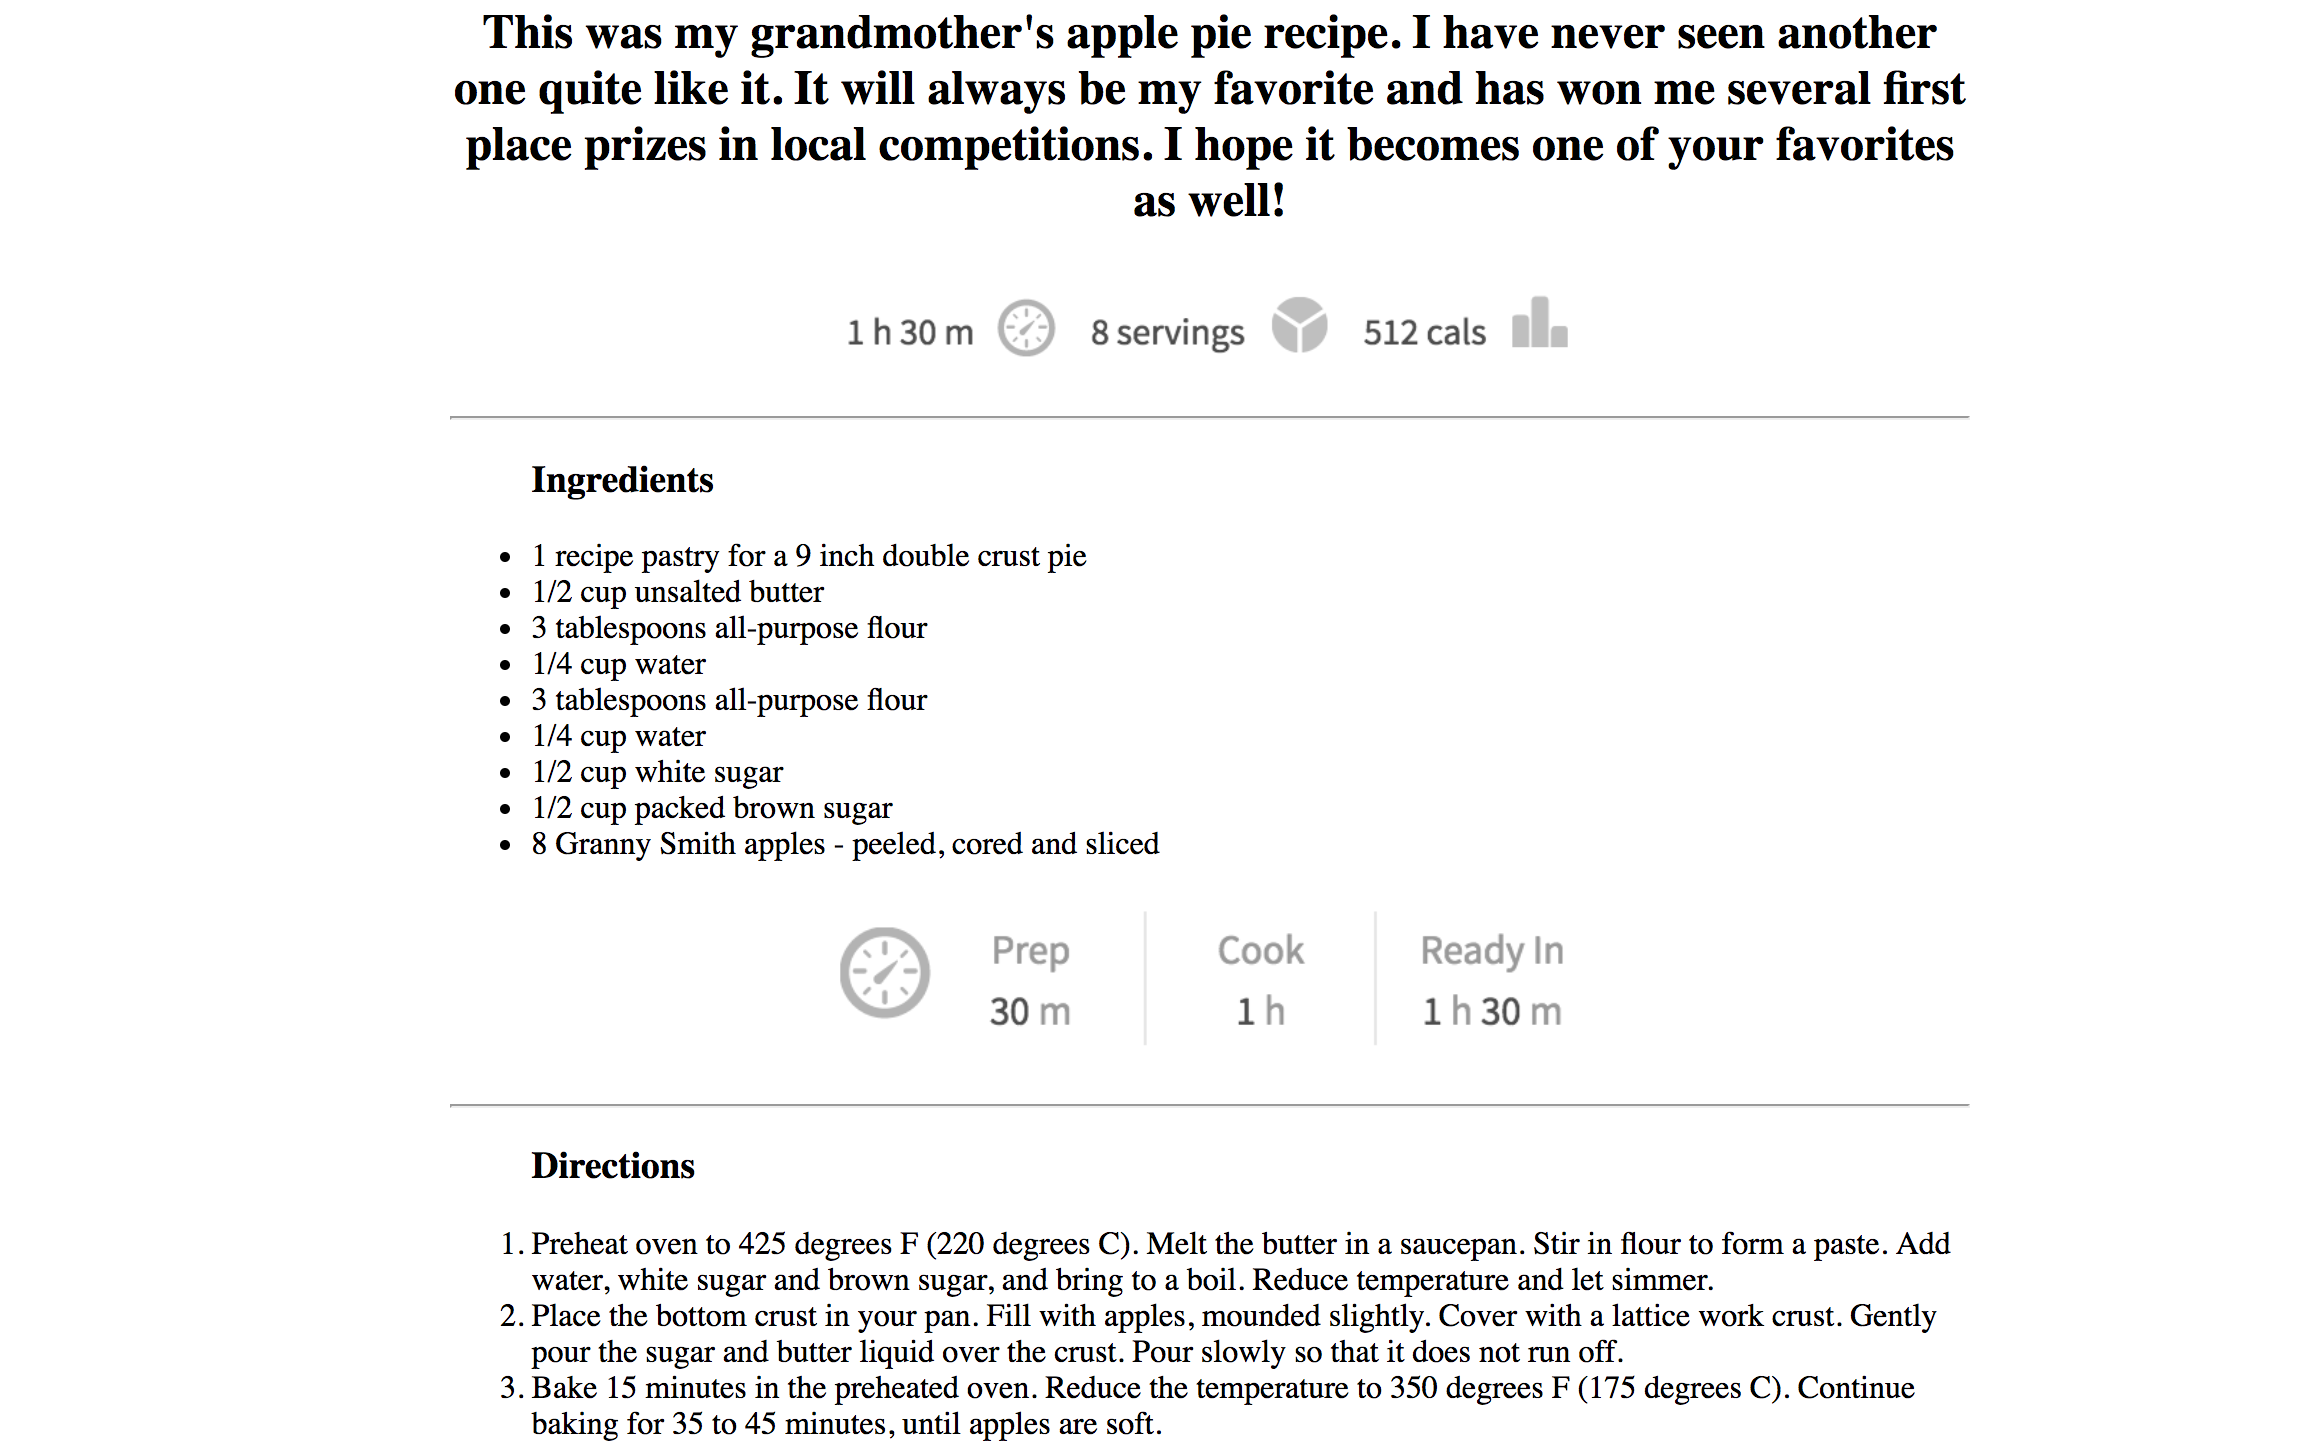 This was my grandmother's apple pie recipe. I have never seen another
one quite like it. It will always be my favorite and has won me several first
place prizes in local competitions. I hope it becomes one of your favorites
as well!
1 h 30 m 8 servings 512 cals
Ingredients
• 1 recipe pastry for a 9 inch double crust pie
• 1/2 cup unsalted butter
• 3 tablespoons all-purpose flour
• 1/4 cup water
• 3 tablespoons all-purpose flour
• 1/4 cup water
• 1/2 cup white sugar
• 1/2 cup packed brown sugar
• 8 Granny Smith apples - peeled, cored and sliced
Prep Cook Ready In
30 m 1 h 1 h 30 m
Directions
1. Preheat oven to 425 degrees F (220 degrees C). Melt the butter in a saucepan. Stir in flour to form a paste. Add
water, white sugar and brown sugar, and bring to a boil. Reduce temperature and let simmer.
2. Place the bottom crust in your pan. Fill with apples, mounded slightly. Cover with a lattice work crust. Gently
pour the sugar and butter liquid over the crust. Pour slowly so that it does not run off.
3. Bake 15 minutes in the preheated oven. Reduce the temperature to 350 degrees F (175 degrees C). Continue
baking for 35 to 45 minutes, until apples are soft.